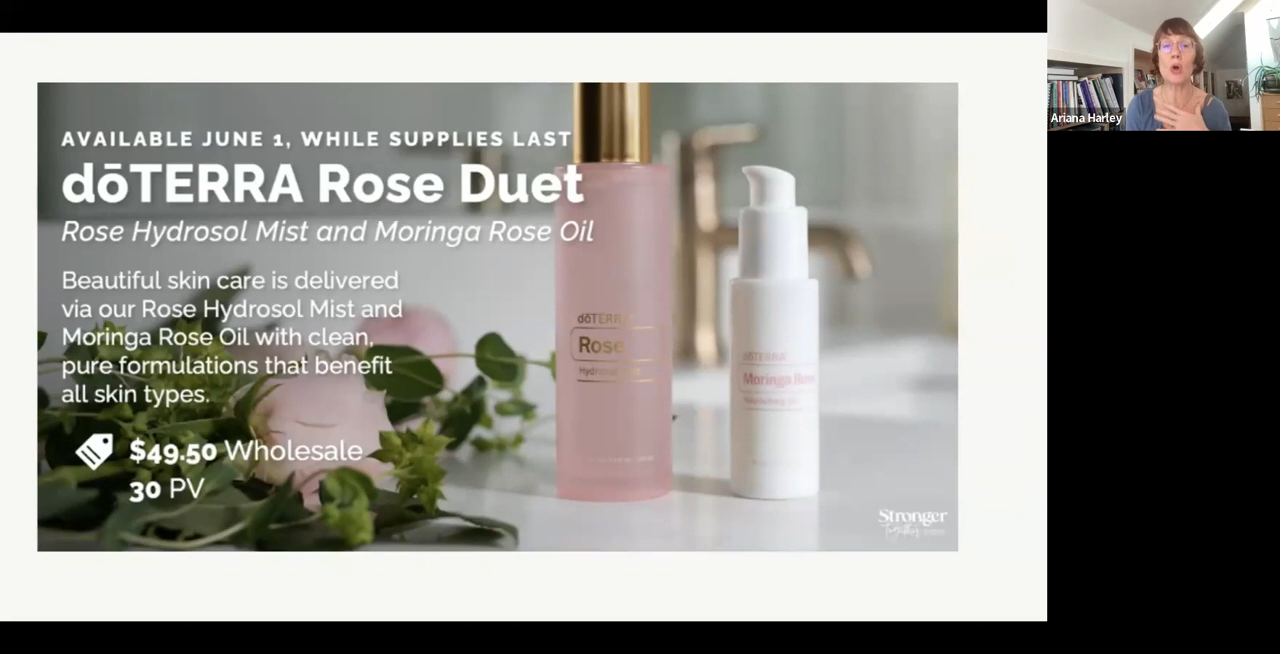 AVAILABLE JUNE 1, WHILE SUPPLIES LAST
dōTERRA Rose Duet
Rose Hydrosol Mist and Moringa Rose Oil
Beautiful skin care is delivered
via our Rose Hydrosol Mist and
Moringa Rose Oil with clean,
pure formulations that benefit
all skin types.
$49.50 Wholesale
30 PV
dōTERRA
Rose
dōTERRA
Moringa Rose
Stronger
Together
Ariana Harley